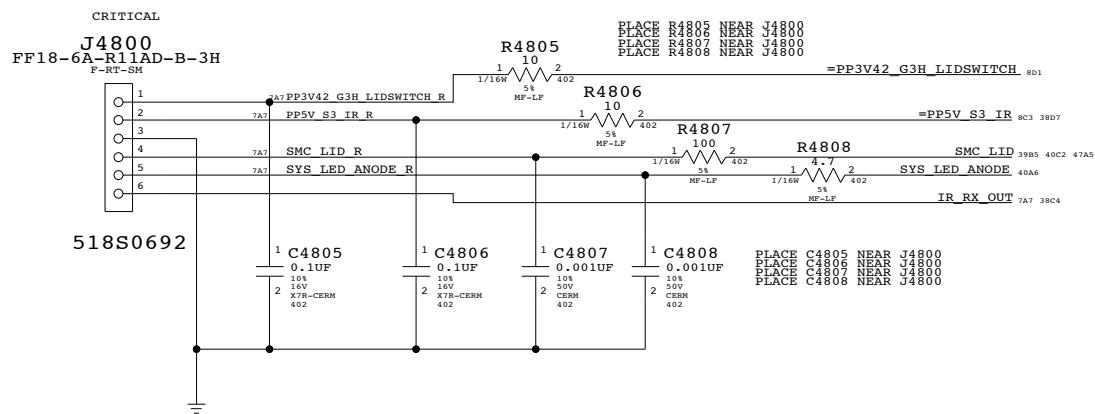 CRITICAL
J4800
FF18-6A-R11AD-B-3H
F-RT-SM
1
2
3
4
5
6
518S0692
7A7 PP3V42_G3H_LIDSWITCH_R
7A7 PP5V_S3_IR_R
7A7 SMC_LID_R
7A7 SYS_LED_ANODE_R
PLACE R4805 NEAR J4800
PLACE R4806 NEAR J4800
PLACE R4807 NEAR J4800
PLACE R4808 NEAR J4800
R4805
10
1 2
1/16W 402
5%
MF-LF
=PP3V42_G3H_LIDSWITCH 8D1
R4806
10
1 2
1/16W 402
5%
MF-LF
=PP5V_S3_IR 8C3 38D7
R4807
100
1 2
1/16W 402
5%
MF-LF
SMC_LID 39B5 40C2 47A5
R4808
4.7
1 2
1/16W 402
5%
MF-LF
SYS_LED_ANODE 40A6
IR_RX_OUT 7A7 38C4
1 C4805
0.1UF
10%
16V
2 X7R-CERM
402
1 C4806
0.1UF
10%
16V
2 X7R-CERM
402
1 C4807
0.001UF
10%
50V
2 CERM
402
1 C4808
0.001UF
10%
50V
2 CERM
402
PLACE C4805 NEAR J4800
PLACE C4806 NEAR J4800
PLACE C4807 NEAR J4800
PLACE C4808 NEAR J4800